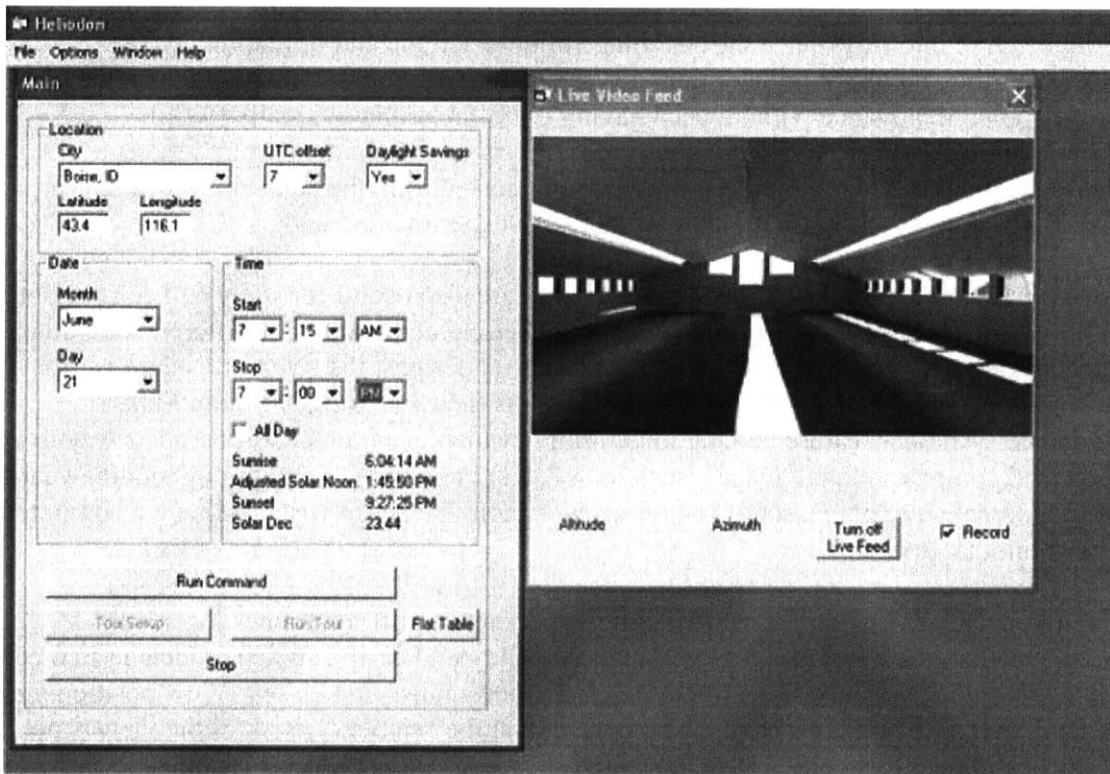 Heliodon
File Options Window Help
Main
Location
City UTC offset Daylight Savings
Boise, ID 7 Yes
Latitude Longitude
43.4 116.1
Date
Month
June
Day
21
Time
Start
7 : 15 AM
Stop
7 : 00 PM
All Day
Sunrise 6:04:14 AM
Adjusted Solar Noon 1:45:50 PM
Sunset 9:27:25 PM
Solar Dec 23.44
Run Command
Tour Setup Run Tour Flat Table
Stop
Live Video Feed
Altitude Azimuth Turn off Live Feed Record